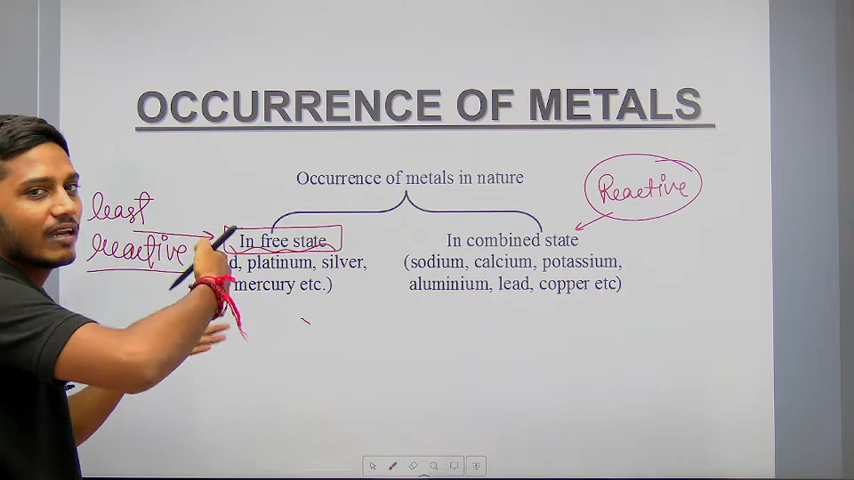 OCCURRENCE OF METALS
Occurrence of metals in nature
Reactive
least
reactive
In free state
In combined state
platinum, silver,
(sodium, calcium, potassium,
mercury etc.)
aluminium, lead, copper etc)